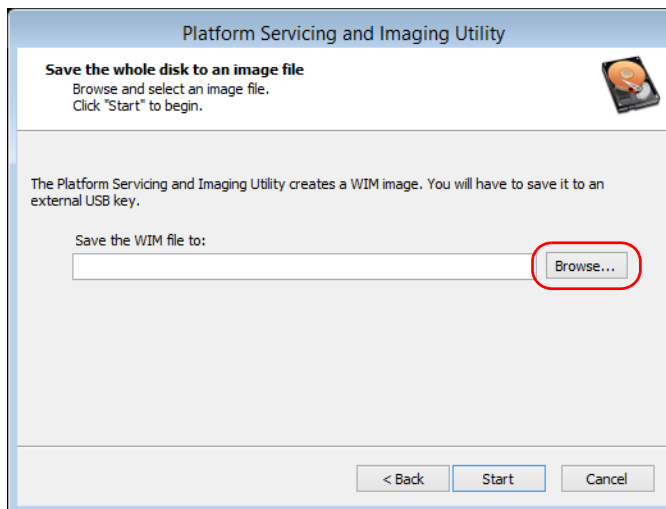 Platform Servicing and Imaging Utility
Save the whole disk to an image file
Browse and select an image file.
Click "Start" to begin.
The Platform Servicing and Imaging Utility creates a WIM image. You will have to save it to an
external USB key.
Save the WIM file to:
Browse...
< Back Start Cancel